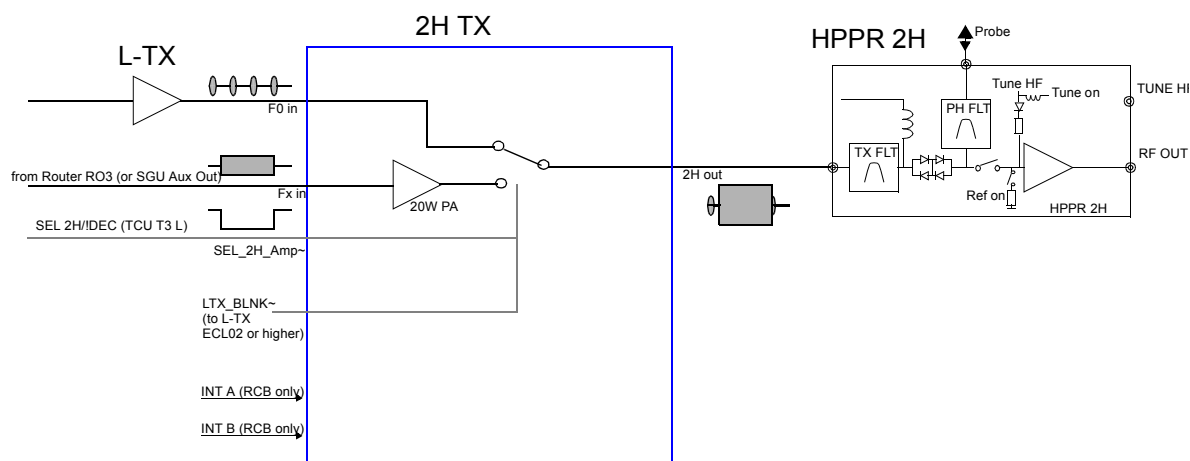 2H TX
L-TX
HPPR 2H
Probe
F0 in
Tune HF
Tune on
TUNE HF
PH FLT
TX FLT
RF OUT
from Router RO3 (or SGU Aux Out)
Fx in
2H out
Ref on
HPPR 2H
20W PA
SEL 2H/!DEC (TCU T3 L)
SEL_2H_Amp~
LTX_BLNK~
(to L-TX
ECL02 or higher)
INT A (RCB only)
INT B (RCB only)